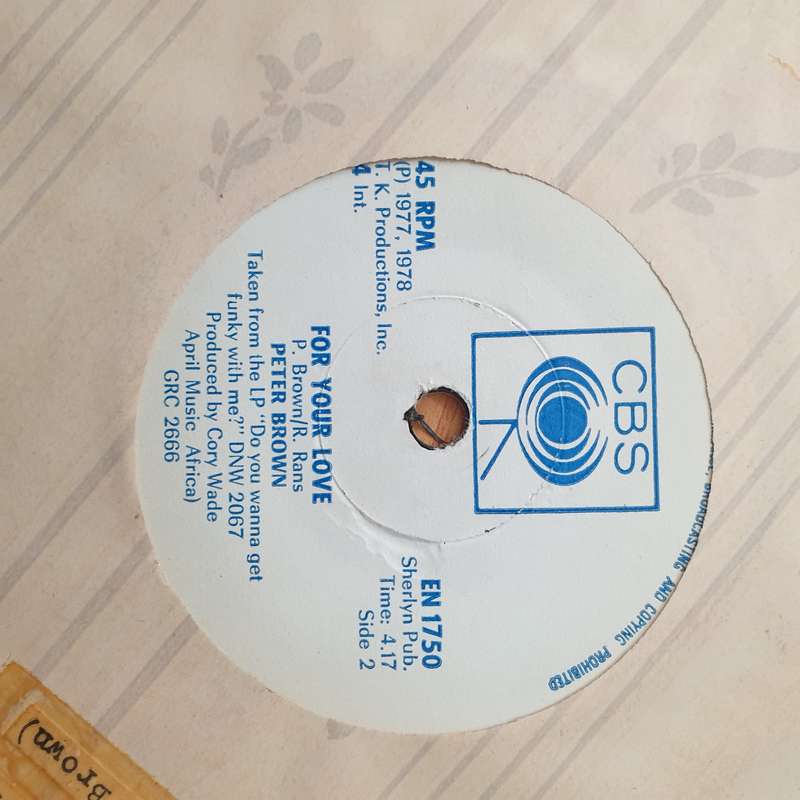 CBS
45 RPM
(P) 1977, 1978
T. K. Productions, Inc.
4 Int.
EN 1750
Sherlyn Pub.
Time: 4.17
Side 2
FOR YOUR LOVE
P. Brown/R. Rans
PETER BROWN
Taken from the LP 'Do you wanna get
funky with me?" DNW 2067
Produced by Cory Wade
April Music Africa)
GRC 2666
BROADCASTING AND COPYING PROHIBITED
Brown)